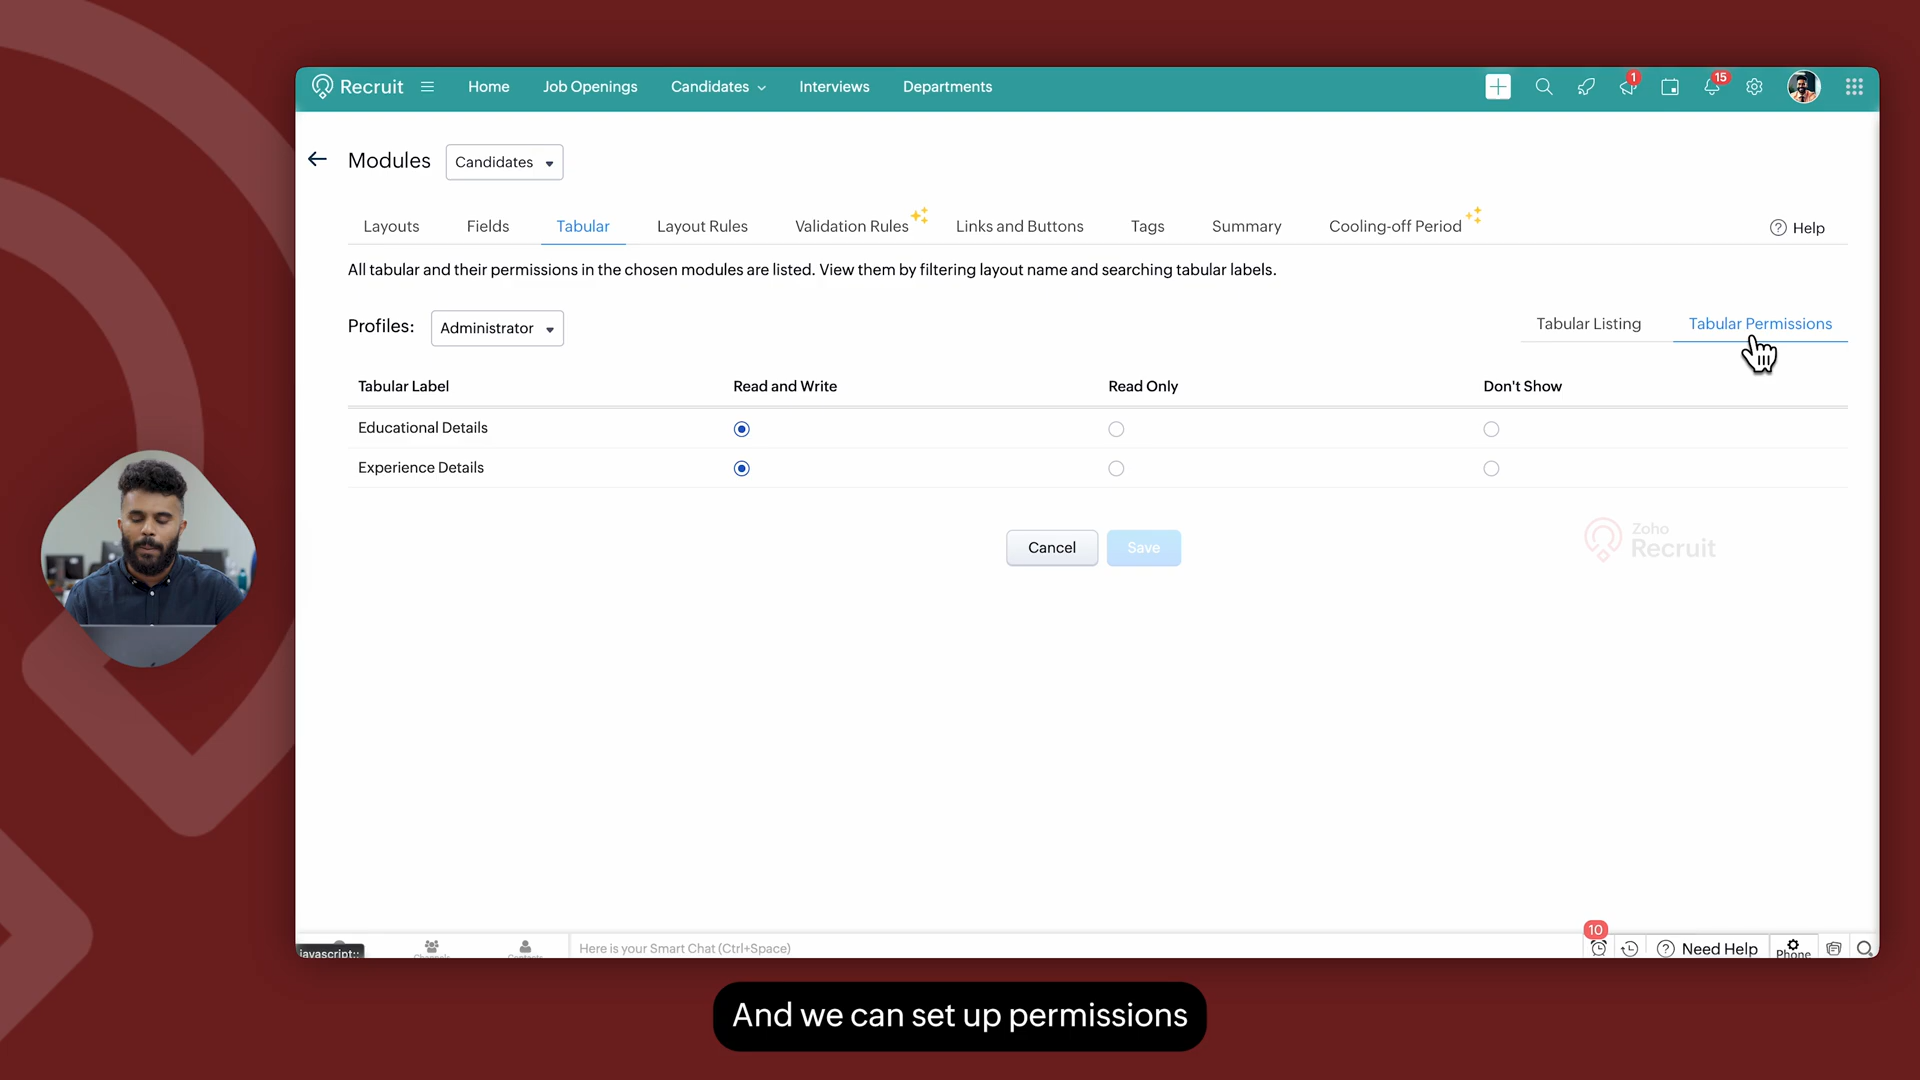 Recruit
Home
Job Openings
Candidates
Interviews
Departments
1
15
Modules
Candidates
Layouts
Fields
Tabular
Layout Rules
Validation Rules
Links and Buttons
Tags
Summary
Cooling-off Period
Help
All tabular and their permissions in the chosen modules are listed. View them by filtering layout name and searching tabular labels.
Profiles:
Administrator
Tabular Listing
Tabular Permissions
Tabular Label
Read and Write
Read Only
Don't Show
Educational Details
Experience Details
Cancel
Save
Zoho
Recruit
10
javascript:;
Channels
Contacts
Here is your Smart Chat (Ctrl+Space)
Need Help
Phone
And we can set up permissions